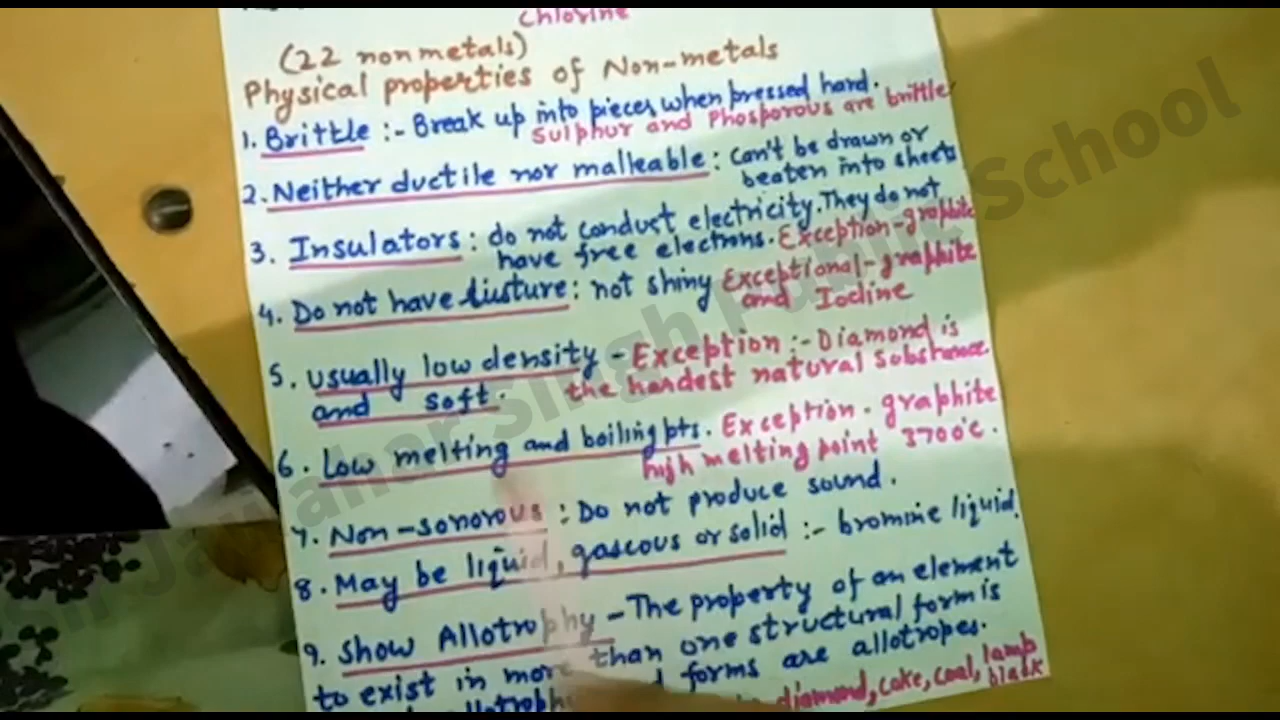 Chlorine
(22 nonmetals)
Physical properties of Non-metals
1. Brittle :- Break up into pieces when pressed hard.
Sulphur and Phosporous are brittle
2. Neither ductile nor malleable : can't be drawn or
beaten into sheets
3. Insulators : do not conduct electricity. They do not
have free electrons. Exception-graphite
4. Do not have lusture : not shiny Exceptional-graphite
and Iodine
5. Usually low density - Exception :- Diamond is
and soft. the hardest natural substance.
6. Low melting and boiling pts. Exception. graphite
high melting point 3700°C.
7. Non-sonorous : Do not produce sound.
8. May be liquid, gaseous or solid :- bromine liquid.
9. Show Allotrophy - The property of an element
to exist in more than one structural form is
forms are allotropes.
diamond, coke, coal, lamb
black
Singh Public School